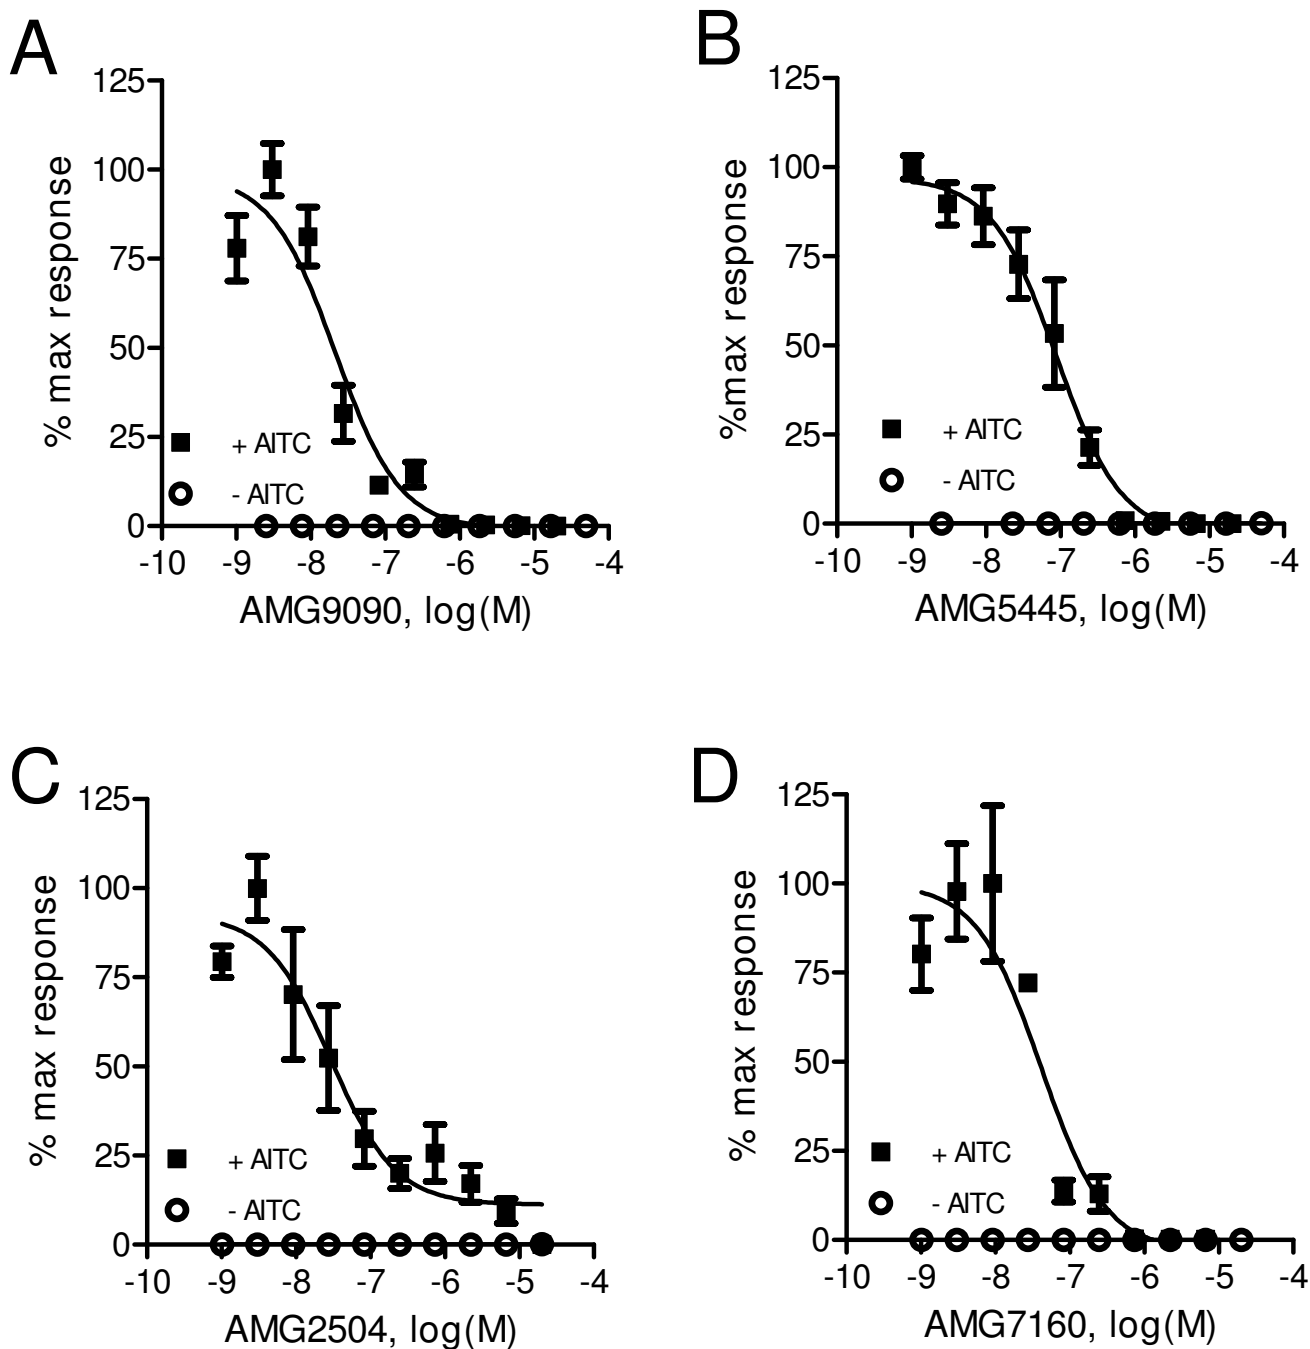 A
125
100
75
50
25
0
% max response
+ AITC
- AITC
-10 -9 -8 -7 -6 -5 -4
AMG9090, log(M)
B
125
100
75
50
25
0
%max response
+ AITC
- AITC
-10 -9 -8 -7 -6 -5 -4
AMG5445, log(M)
C
125
100
75
50
25
0
% max response
+ AITC
- AITC
-10 -9 -8 -7 -6 -5 -4
AMG2504, log(M)
D
125
100
75
50
25
0
% max response
+ AITC
- AITC
-10 -9 -8 -7 -6 -5 -4
AMG7160, log(M)